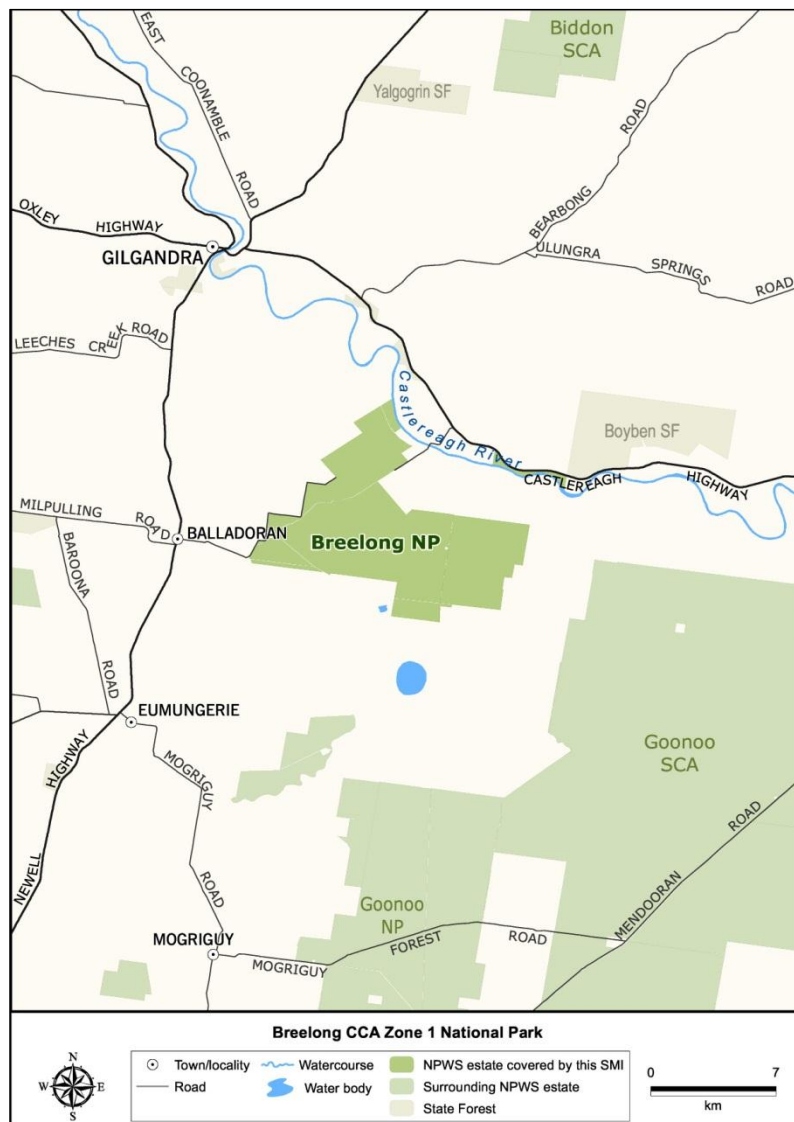 Biddon
SCA
Yalgogrin SF
EAST
COONAMBLE
ROAD
BEARBONG
ROAD
OXLEY
HIGHWAY
GILGANDRA
ULUNGRA
SPRINGS
ROAD
LEECHES CREEK ROAD
Castlereagh River
Boyben SF
CASTLEREAGH
HIGHWAY
MILPULLING
ROAD
BALLADORAN
Breelong NP
BAROONA
ROAD
EUMUNGERIE
Goonoo
SCA
MOGRIGUY
ROAD
NEWELL
HIGHWAY
Goonoo
NP
MENDOORAN
ROAD
MOGRIGUY
MOGRIGUY
FOREST
ROAD
Breelong CCA Zone 1 National Park
N
W
E
S
Town/locality
Watercourse
NPWS estate covered by this SMI
Road
Water body
Surrounding NPWS estate
State Forest
0
7
km